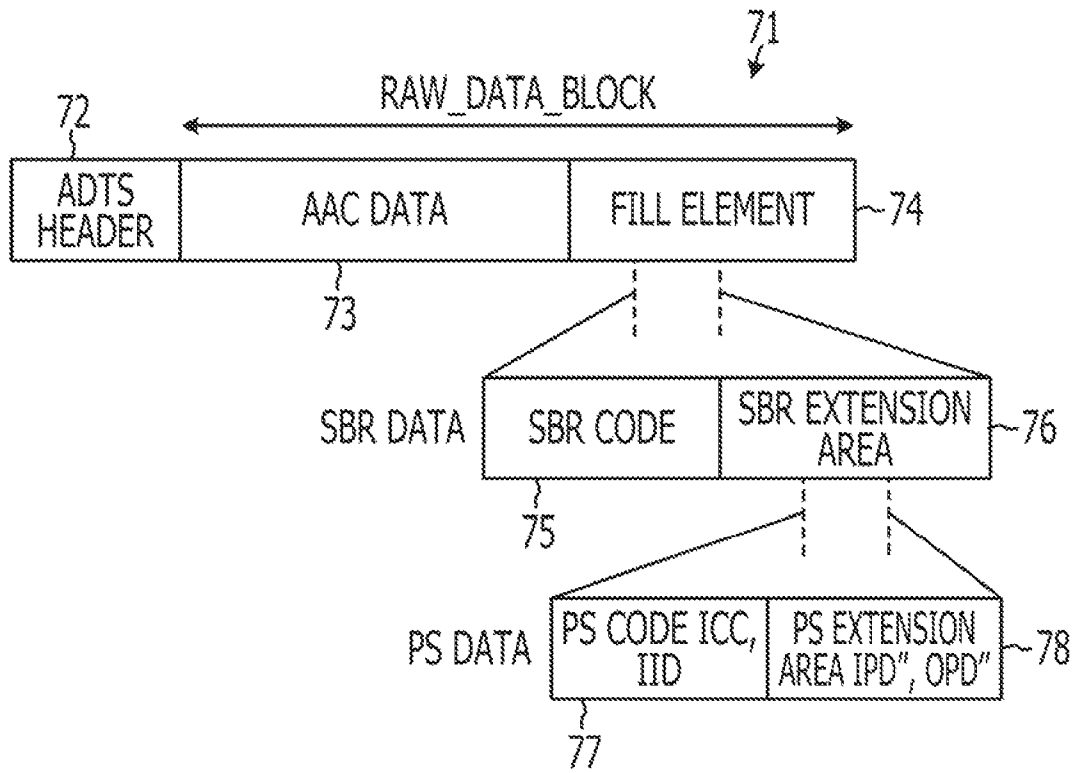 71
RAW_DATA_BLOCK
72
ADTS
HEADER
AAC DATA
FILL ELEMENT
74
73
SBR DATA
SBR CODE
SBR EXTENSION
AREA
76
75
PS DATA
PS CODE ICC,
IID
PS EXTENSION
AREA IPD”, OPD”
78
77